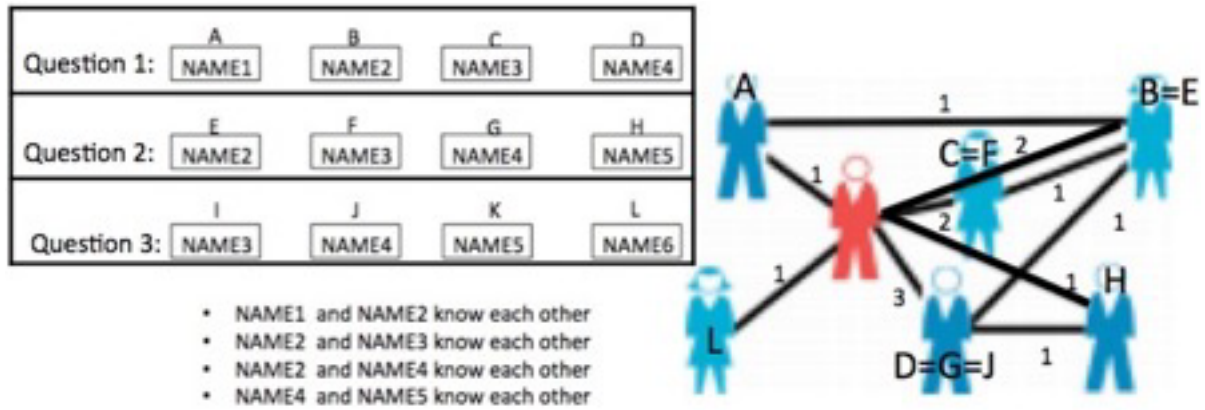 A B C D
Question 1: NAME1 NAME2 NAME3 NAME4
E F G H
Question 2: NAME2 NAME3 NAME4 NAME5
I J K L
Question 3: NAME3 NAME4 NAME5 NAME6
• NAME1 and NAME2 know each other
• NAME2 and NAME3 know each other
• NAME2 and NAME4 know each other
• NAME4 and NAME5 know each other
A
B=E
1
C=F
2
1
1
2
1
1
3
1
H
L
D=G=J
1